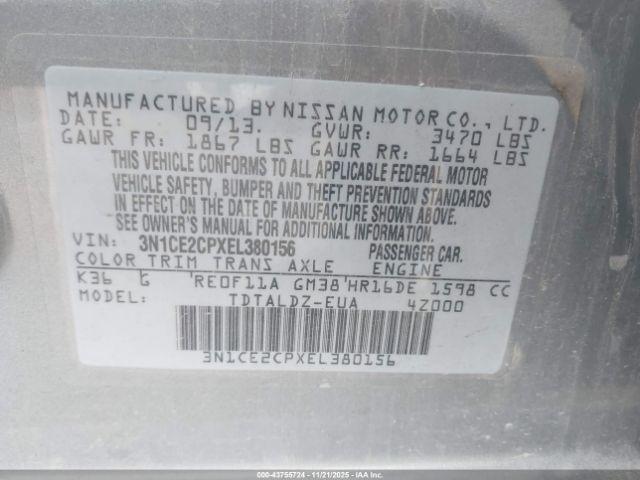 MANUFACTURED BY NISSAN MOTOR CO., LTD.
DATE: 09/13. GVWR: 3470 LBS
GAWR FR: 1867 LBS GAWR RR: 1664 LBS
THIS VEHICLE CONFORMS TO ALL APPLICABLE FEDERAL MOTOR
VEHICLE SAFETY, BUMPER AND THEFT PREVENTION STANDARDS
IN EFFECT ON THE DATE OF MANUFACTURE SHOWN ABOVE.
SEE OWNER'S MANUAL FOR ADDITIONAL INFORMATION.
VIN: 3N1CE2CPXEL380156 PASSENGER CAR.
COLOR TRIM TRANS AXLE ENGINE
K36 G 'RE0F11A GM38'HR16DE 1598 CC
MODEL: TDTALDZ-EUA 4Z000
3N1CE2CPXEL380156
000-43755724 | 11/21/2025 - IAAI.COM